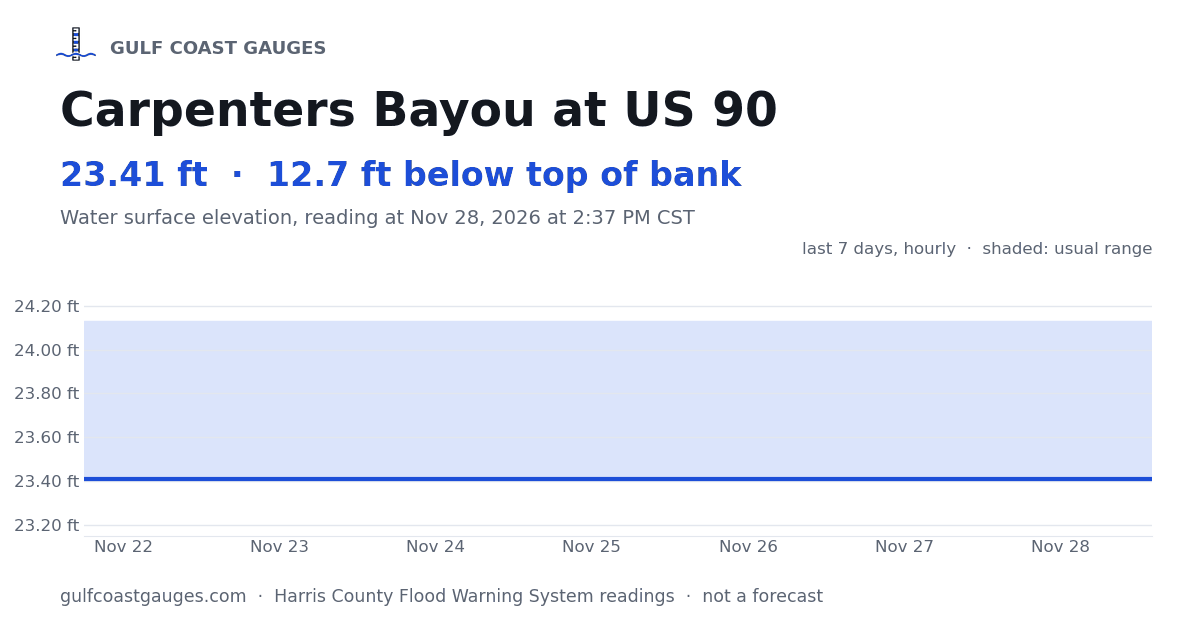 GULF COAST GAUGES
Carpenters Bayou at US 90
23.41 ft · 12.7 ft below top of bank
Water surface elevation, reading at Nov 28, 2026 at 2:37 PM CST
last 7 days, hourly · shaded: usual range
24.20 ft
24.00 ft
23.80 ft
23.60 ft
23.40 ft
23.20 ft
Nov 22 Nov 23 Nov 24 Nov 25 Nov 26 Nov 27 Nov 28
gulfcoastgauges.com · Harris County Flood Warning System readings · not a forecast